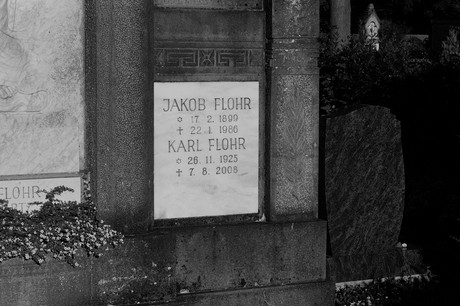 JAKOB FLOHR
✡ 17. 2. 1899
† 22. 1. 1986
KARL FLOHR
✡ 26. 11. 1925
† 7. 8. 2008
FLOHR